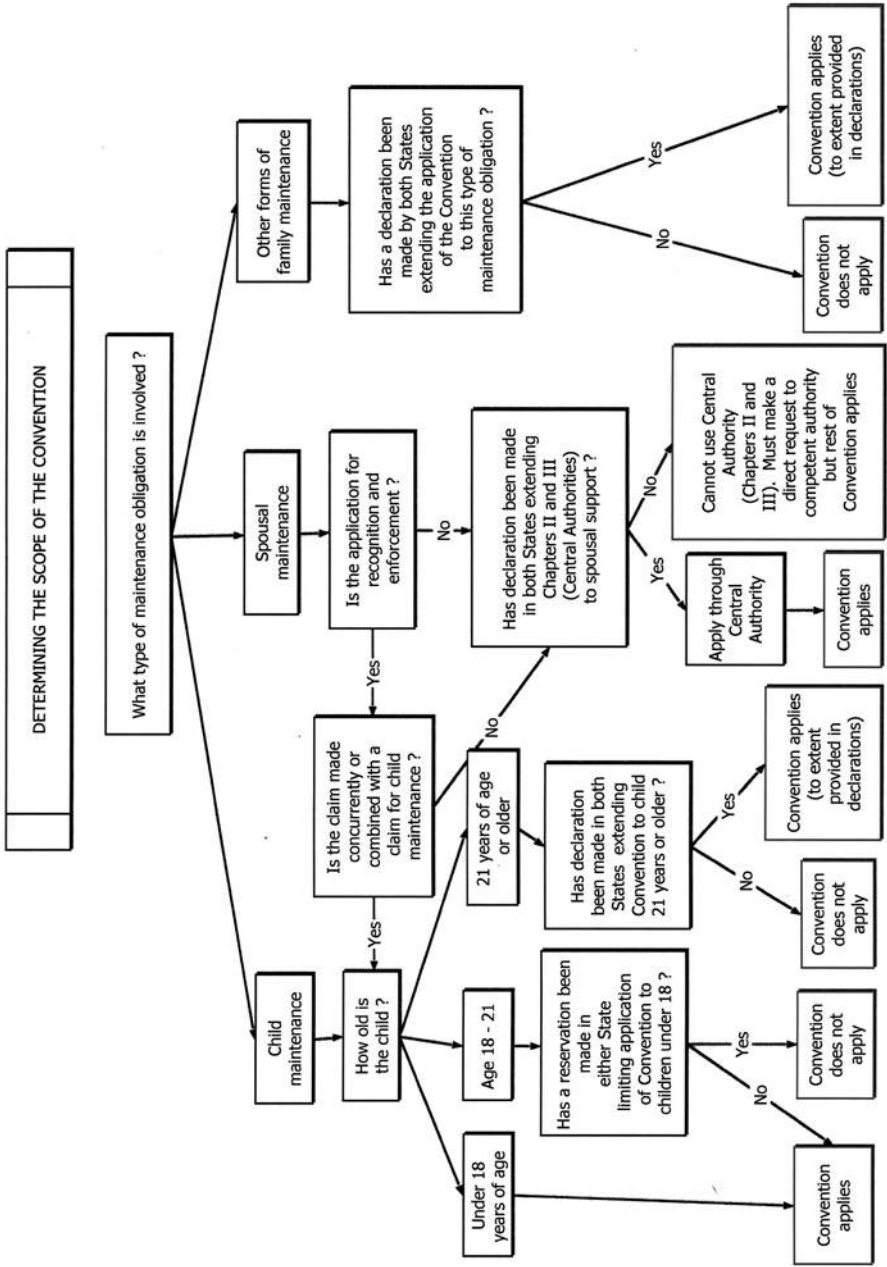 DETERMINING THE SCOPE OF THE CONVENTION
What type of maintenance obligation is involved ?
Child
maintenance
Spousal
maintenance
Other forms of
family maintenance
How old is
the child ?
Yes
Is the claim made
concurrently or
combined with a
claim for child
maintenance ?
Yes
Is the application for
recognition and
enforcement ?
Has a declaration been
made by both States
extending the application
of the Convention
to this type of
maintenance obligation ?
No
No
Under 18
years of age
Age 18 - 21
21 years of age
or older
Has declaration been made
in both States extending
Chapters II and III
(Central Authorities)
to spousal support ?
Has a reservation been
made in
either State
limiting application
of Convention to
children under 18 ?
Has declaration
been made in both
States extending
Convention to child
21 years or older ?
No
Yes
No
Yes
Yes
No
No
Yes
Apply through
Central
Authority
Cannot use Central
Authority
(Chapters II and
III). Must make a
direct request to
competent authority
but rest of
Convention applies
Convention
applies
Convention
does not
apply
Convention
does not
apply
Convention applies
(to extent
provided in
declarations)
Convention
applies
Convention
does not
apply
Convention applies
(to extent provided
in declarations)